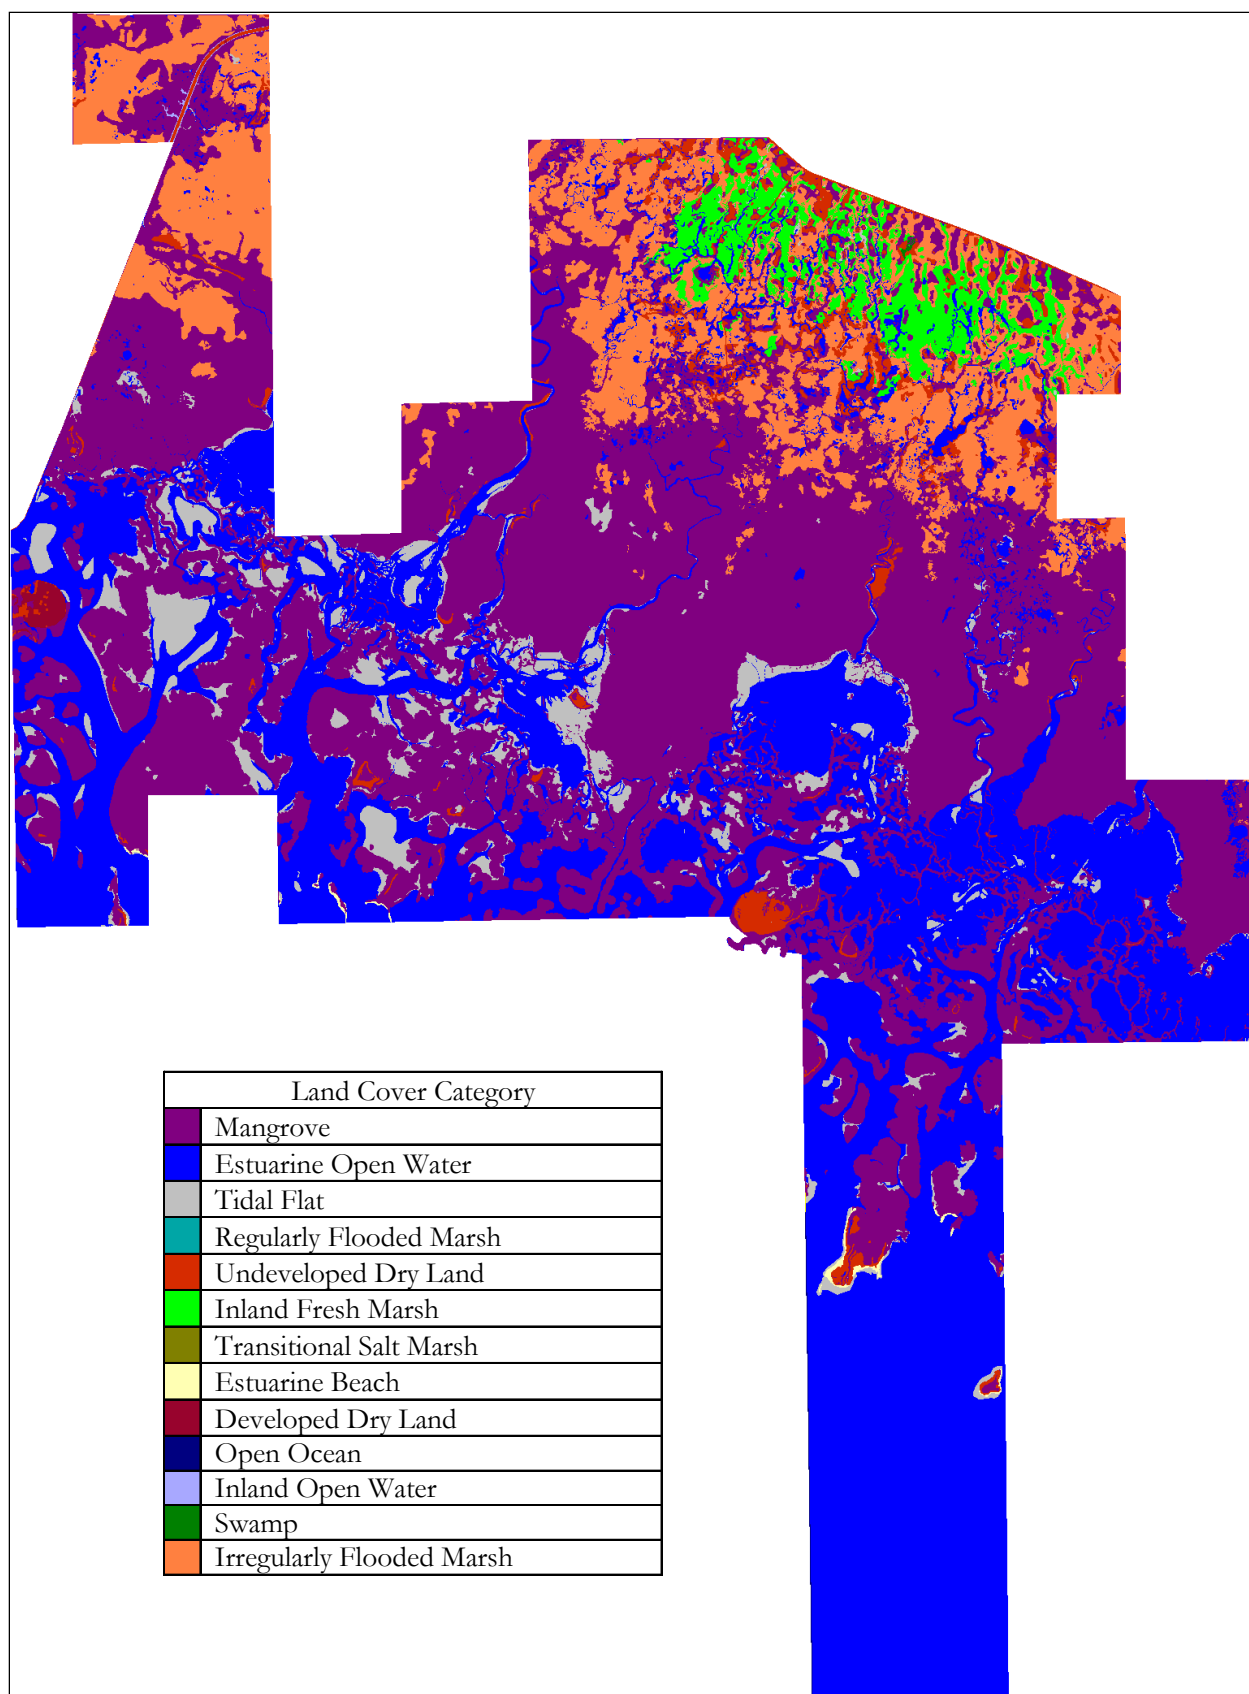 Land Cover Category
Mangrove
Estuarine Open Water
Tidal Flat
Regularly Flooded Marsh
Undeveloped Dry Land
Inland Fresh Marsh
Transitional Salt Marsh
Estuarine Beach
Developed Dry Land
Open Ocean
Inland Open Water
Swamp
Irregularly Flooded Marsh